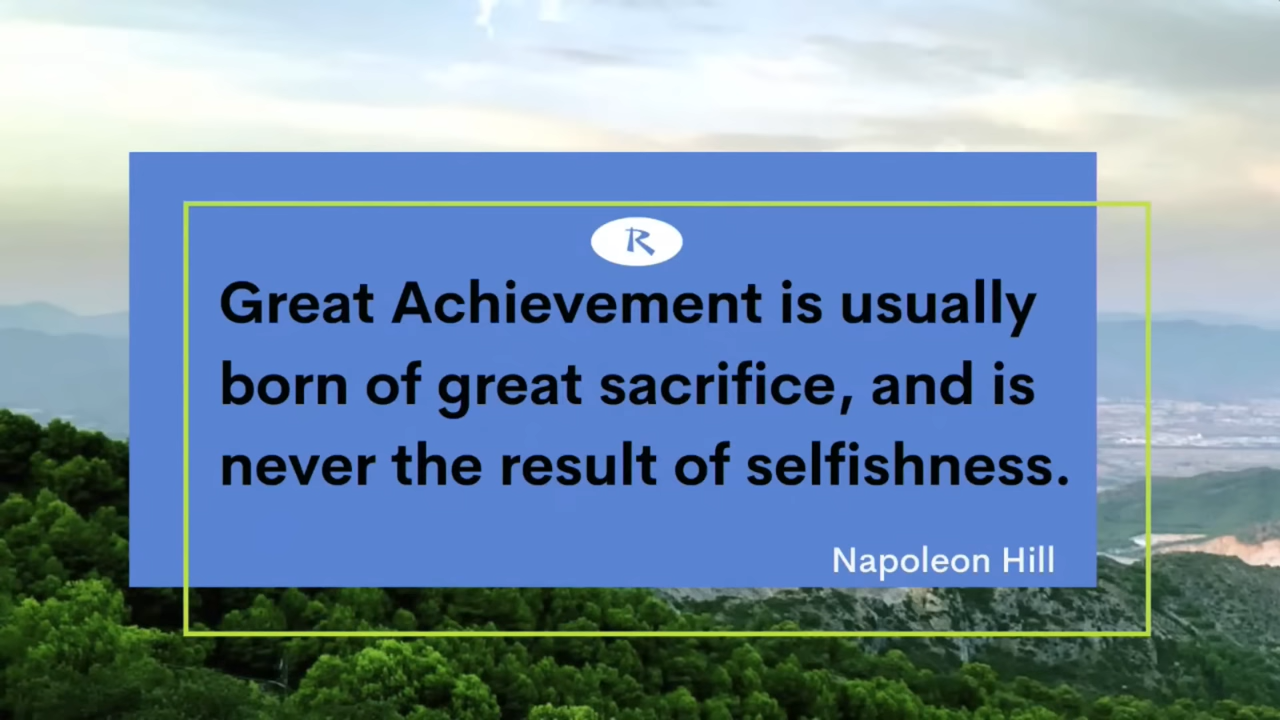 R
Great Achievement is usually
born of great sacrifice, and is
never the result of selfishness.
Napoleon Hill